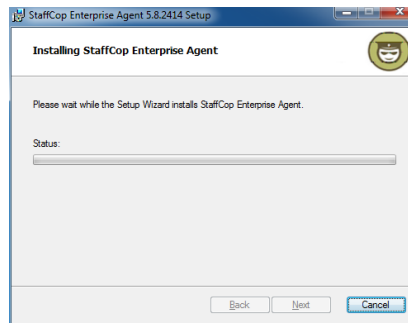 StaffCop Enterprise Agent 5.8.2414 Setup
Installing StaffCop Enterprise Agent
Please wait while the Setup Wizard installs StaffCop Enterprise Agent.
Status:
Back Next Cancel